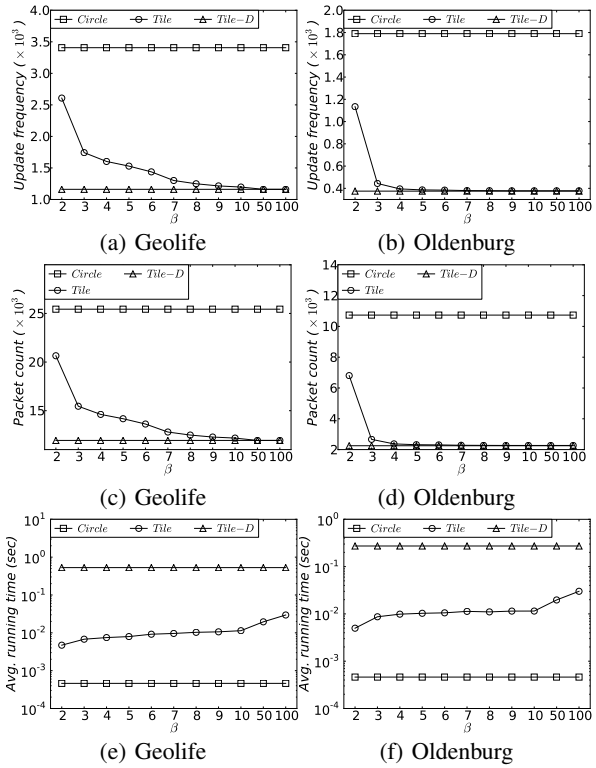 Update frequency (×10³)
4.0
3.5
3.0
2.5
2.0
1.5
1.0
Circle Tile Tile−D
2 3 4 5 6 7 8 9 10 50 100
β
(a) Geolife
Update frequency (×10³)
2.0
1.8
1.6
1.4
1.2
1.0
0.8
0.6
0.4
Circle Tile Tile−D
2 3 4 5 6 7 8 9 10 50 100
β
(b) Oldenburg
Packet count (×10³)
25
20
15
Circle Tile−D
Tile
2 3 4 5 6 7 8 9 10 50 100
β
(c) Geolife
Packet count (×10³)
14
12
10
8
6
4
2
Circle Tile−D
Tile
2 3 4 5 6 7 8 9 10 50 100
β
(d) Oldenburg
Avg. running time (sec)
10¹
10⁰
10⁻¹
10⁻²
10⁻³
10⁻⁴
Circle Tile Tile−D
2 3 4 5 6 7 8 9 10 50 100
β
(e) Geolife
Avg. running time (sec)
10⁰
10⁻¹
10⁻²
10⁻³
10⁻⁴
Circle Tile Tile−D
2 3 4 5 6 7 8 9 10 50 100
β
(f) Oldenburg